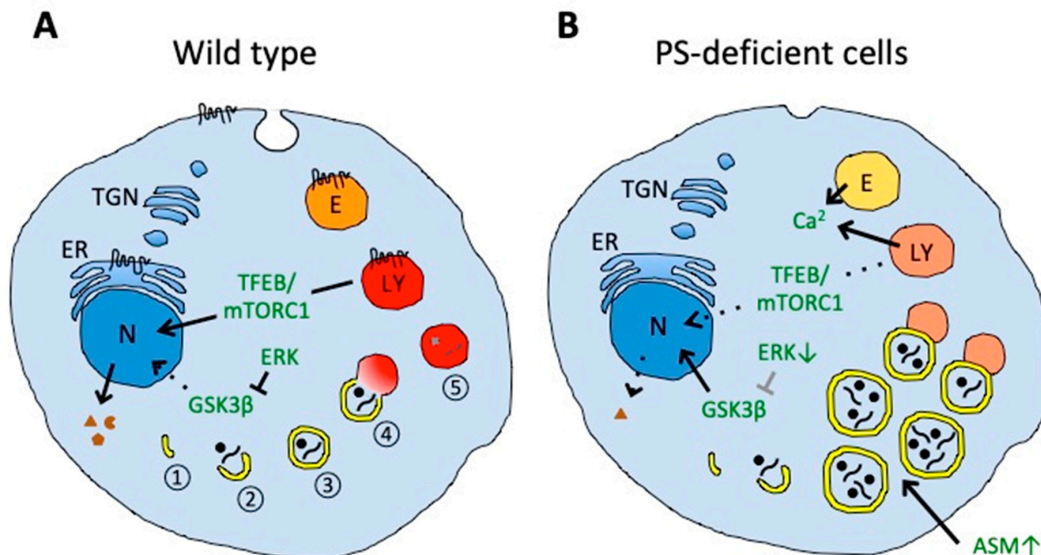 A
Wild type
TGN
ER
E
LY
TFEB/
mTORC1
N
ERK
GSK3β
①
②
③
④
⑤
B
PS-deficient cells
TGN
ER
E
Ca²
LY
TFEB/
mTORC1
N
ERK↓
GSK3β
ASM↑